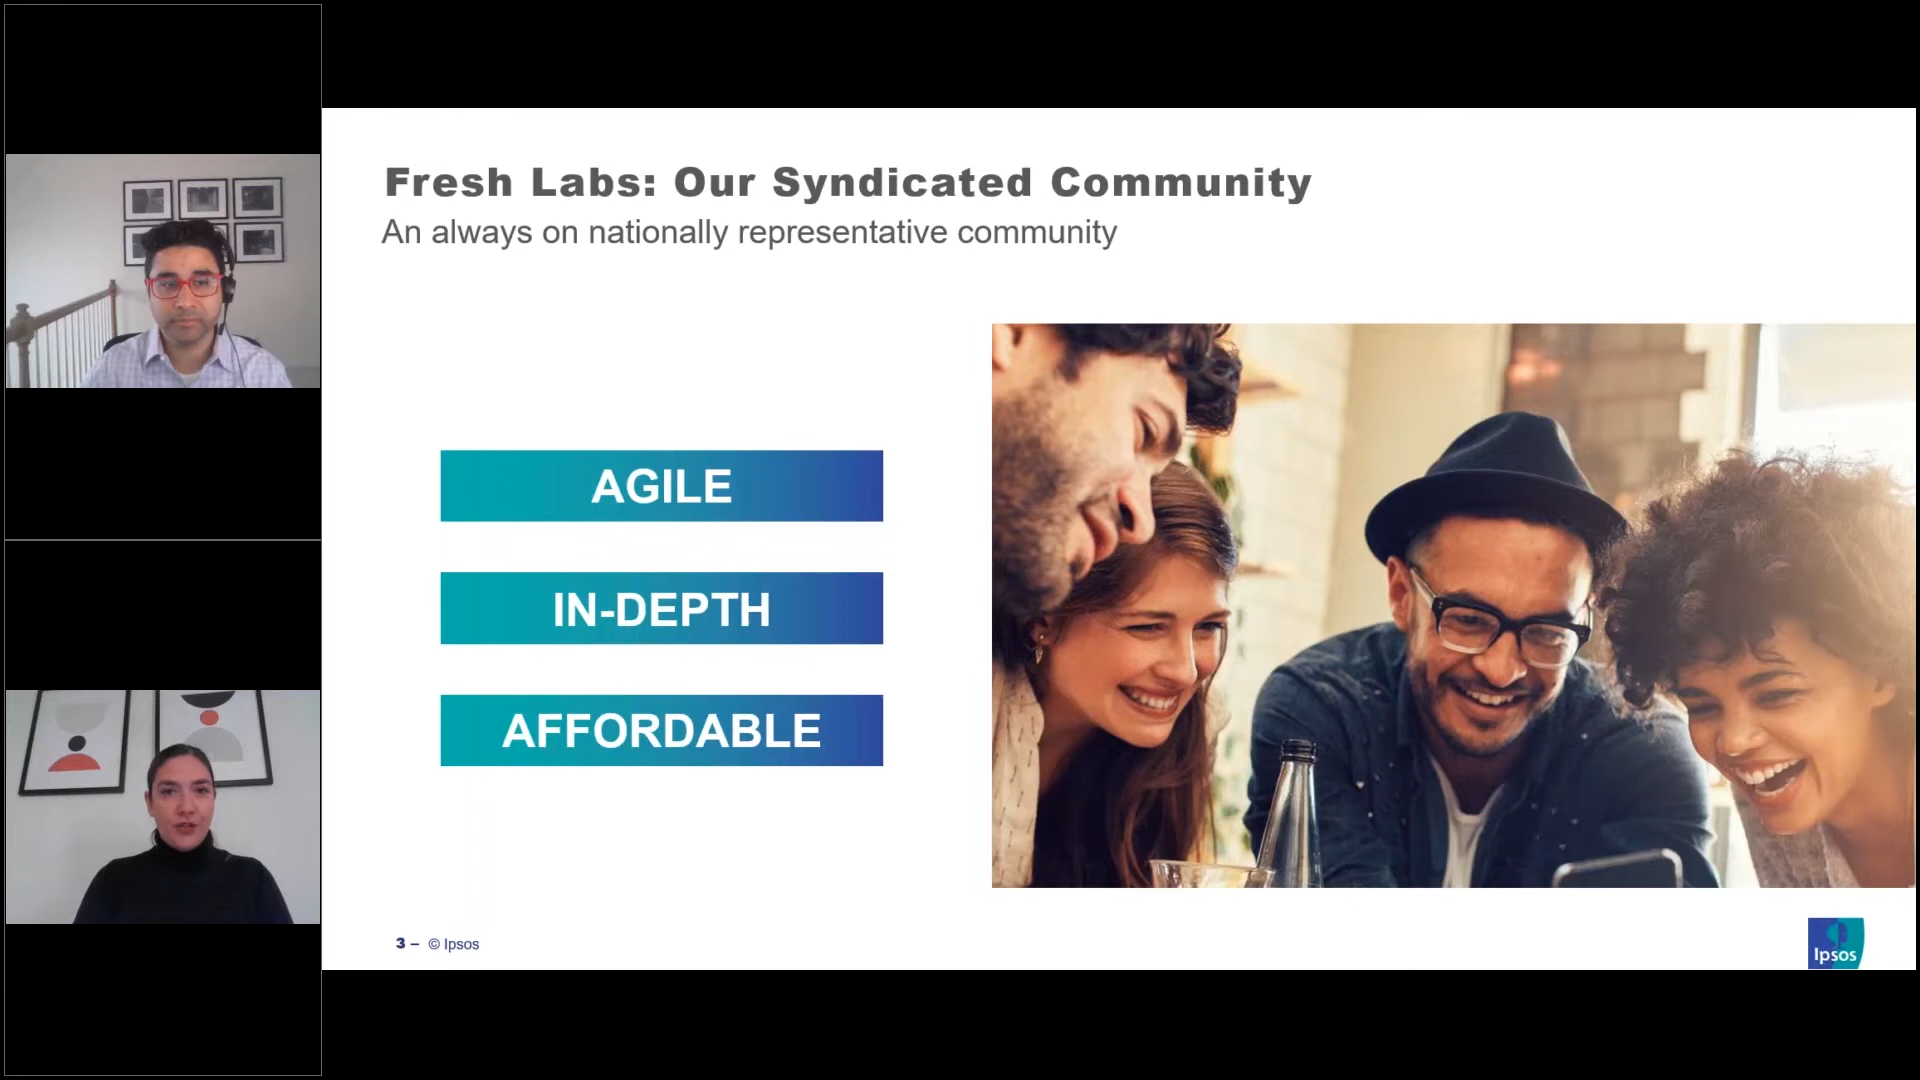 Fresh Labs: Our Syndicated Community
An always on nationally representative community
AGILE
IN-DEPTH
AFFORDABLE
3 – © Ipsos
Ipsos